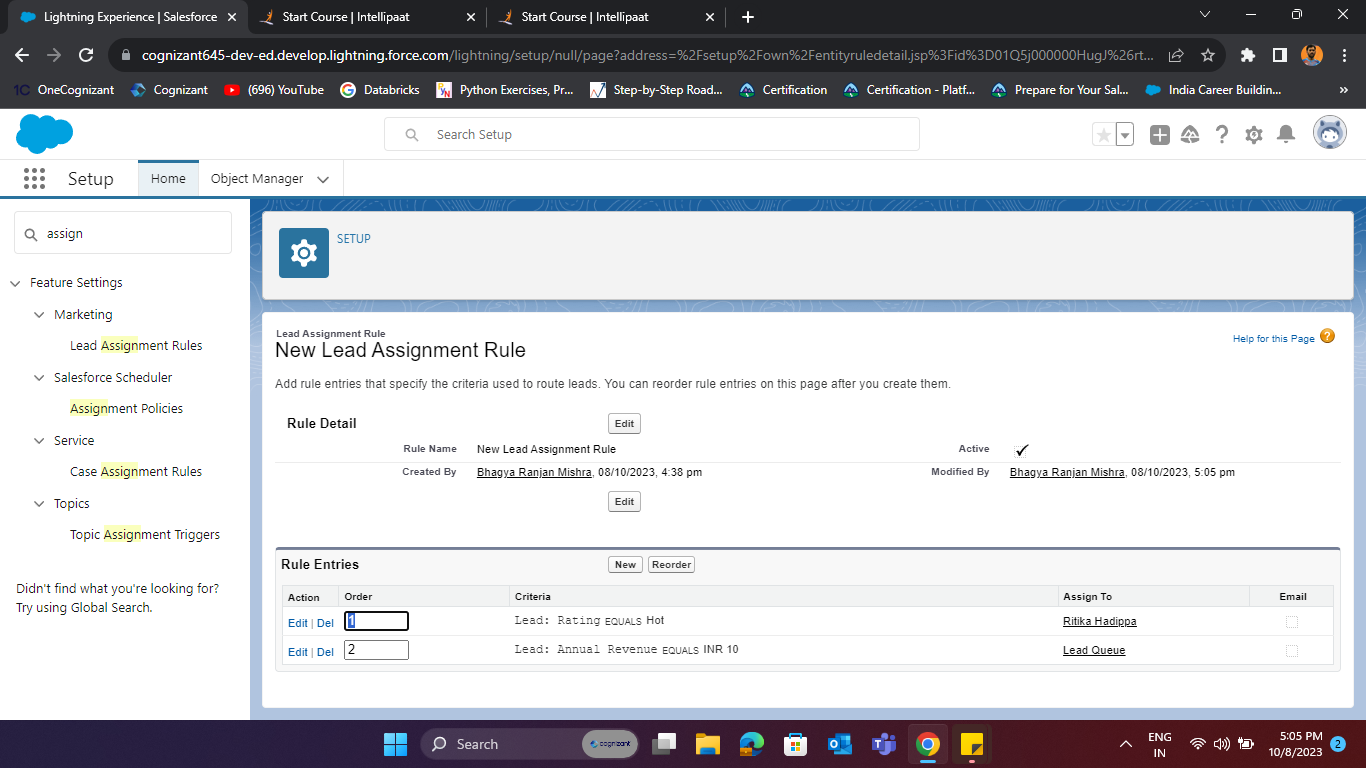 Lightning Experience | Salesforce
Start Course | Intellipaat
Start Course | Intellipaat
cognizant645-dev-ed.develop.lightning.force.com/lightning/setup/null/page?address=%2Fsetup%2Fown%2Fentityruledetail.jsp%3Fid%3D01Q5j000000HugJ%26rt...
1C OneCognizant
Cognizant
(696) YouTube
Databricks
Python Exercises, Pr...
Step-by-Step Road...
Certification
Certification - Platf...
Prepare for Your Sal...
India Career Buildin...
»
Search Setup
Setup
Home
Object Manager
assign
Feature Settings
Marketing
Lead Assignment Rules
Salesforce Scheduler
Assignment Policies
Service
Case Assignment Rules
Topics
Topic Assignment Triggers
Didn't find what you're looking for?
Try using Global Search.
SETUP
Lead Assignment Rule
New Lead Assignment Rule
Help for this Page ?
Add rule entries that specify the criteria used to route leads. You can reorder rule entries on this page after you create them.
Rule Detail Edit
Rule Name New Lead Assignment Rule Active ✓
Created By Bhagya Ranjan Mishra, 08/10/2023, 4:38 pm Modified By Bhagya Ranjan Mishra, 08/10/2023, 5:05 pm
Edit
Rule Entries New Reorder
Action Order Criteria Assign To Email
Edit | Del 1 Lead: Rating EQUALS Hot Ritika Hadippa
Edit | Del 2 Lead: Annual Revenue EQUALS INR 10 Lead Queue
Search cognizant
ENG
IN
5:05 PM
10/8/2023
2